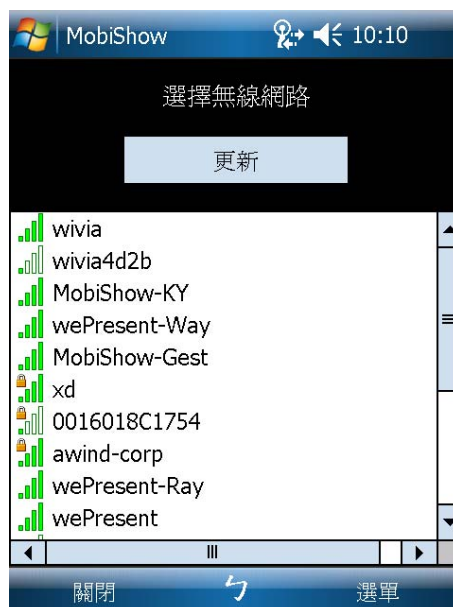 MobiShow 10:10
選擇無線網路
更新
wivia
wivia4d2b
MobiShow-KY
wePresent-Way
MobiShow-Gest
xd
0016018C1754
awind-corp
wePresent-Ray
wePresent
關閉 ㄅ 選單